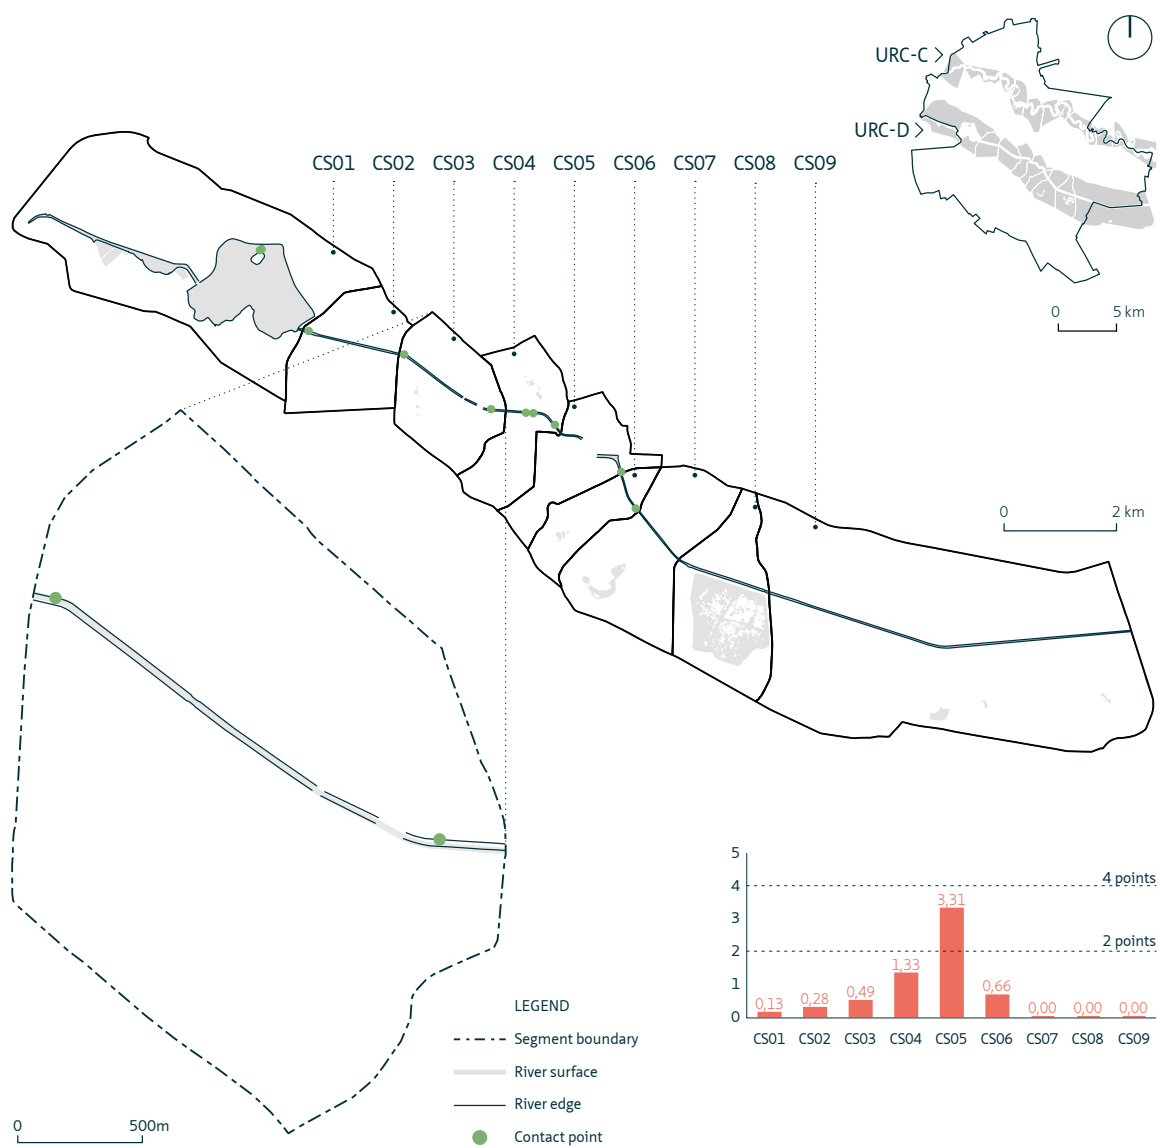 URC-C
URC-D
0 5 km
CS01 CS02 CS03 CS04 CS05 CS06 CS07 CS08 CS09
0 2 km
5
4 points
4
3,31
3
2 points
2
1,33
1
0,13 0,28 0,49 0,66 0,00 0,00 0,00
0
CS01 CS02 CS03 CS04 CS05 CS06 CS07 CS08 CS09
LEGEND
Segment boundary
River surface
River edge
Contact point
0 500m